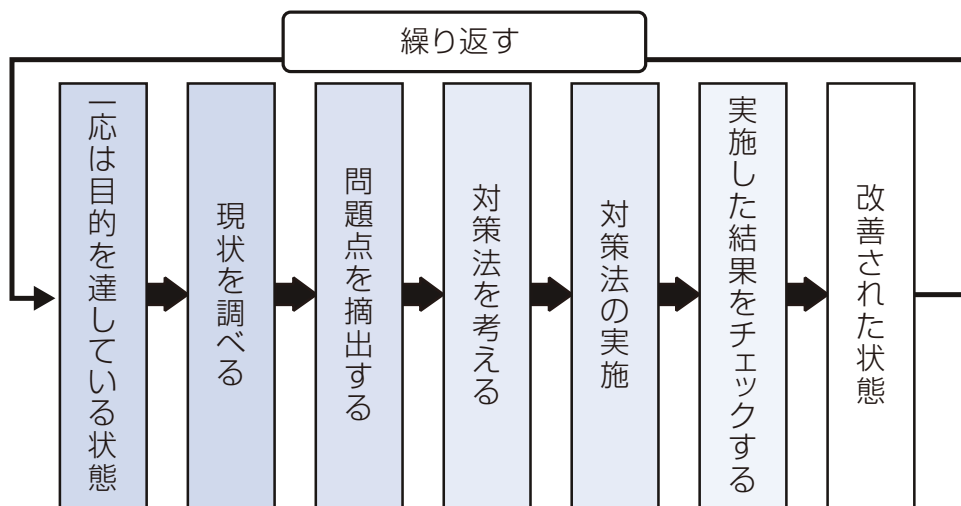 繰り返す
一応は目的を達している状態
現状を調べる
問題点を摘出する
対策法を考える
対策法の実施
実施した結果をチェックする
改善された状態